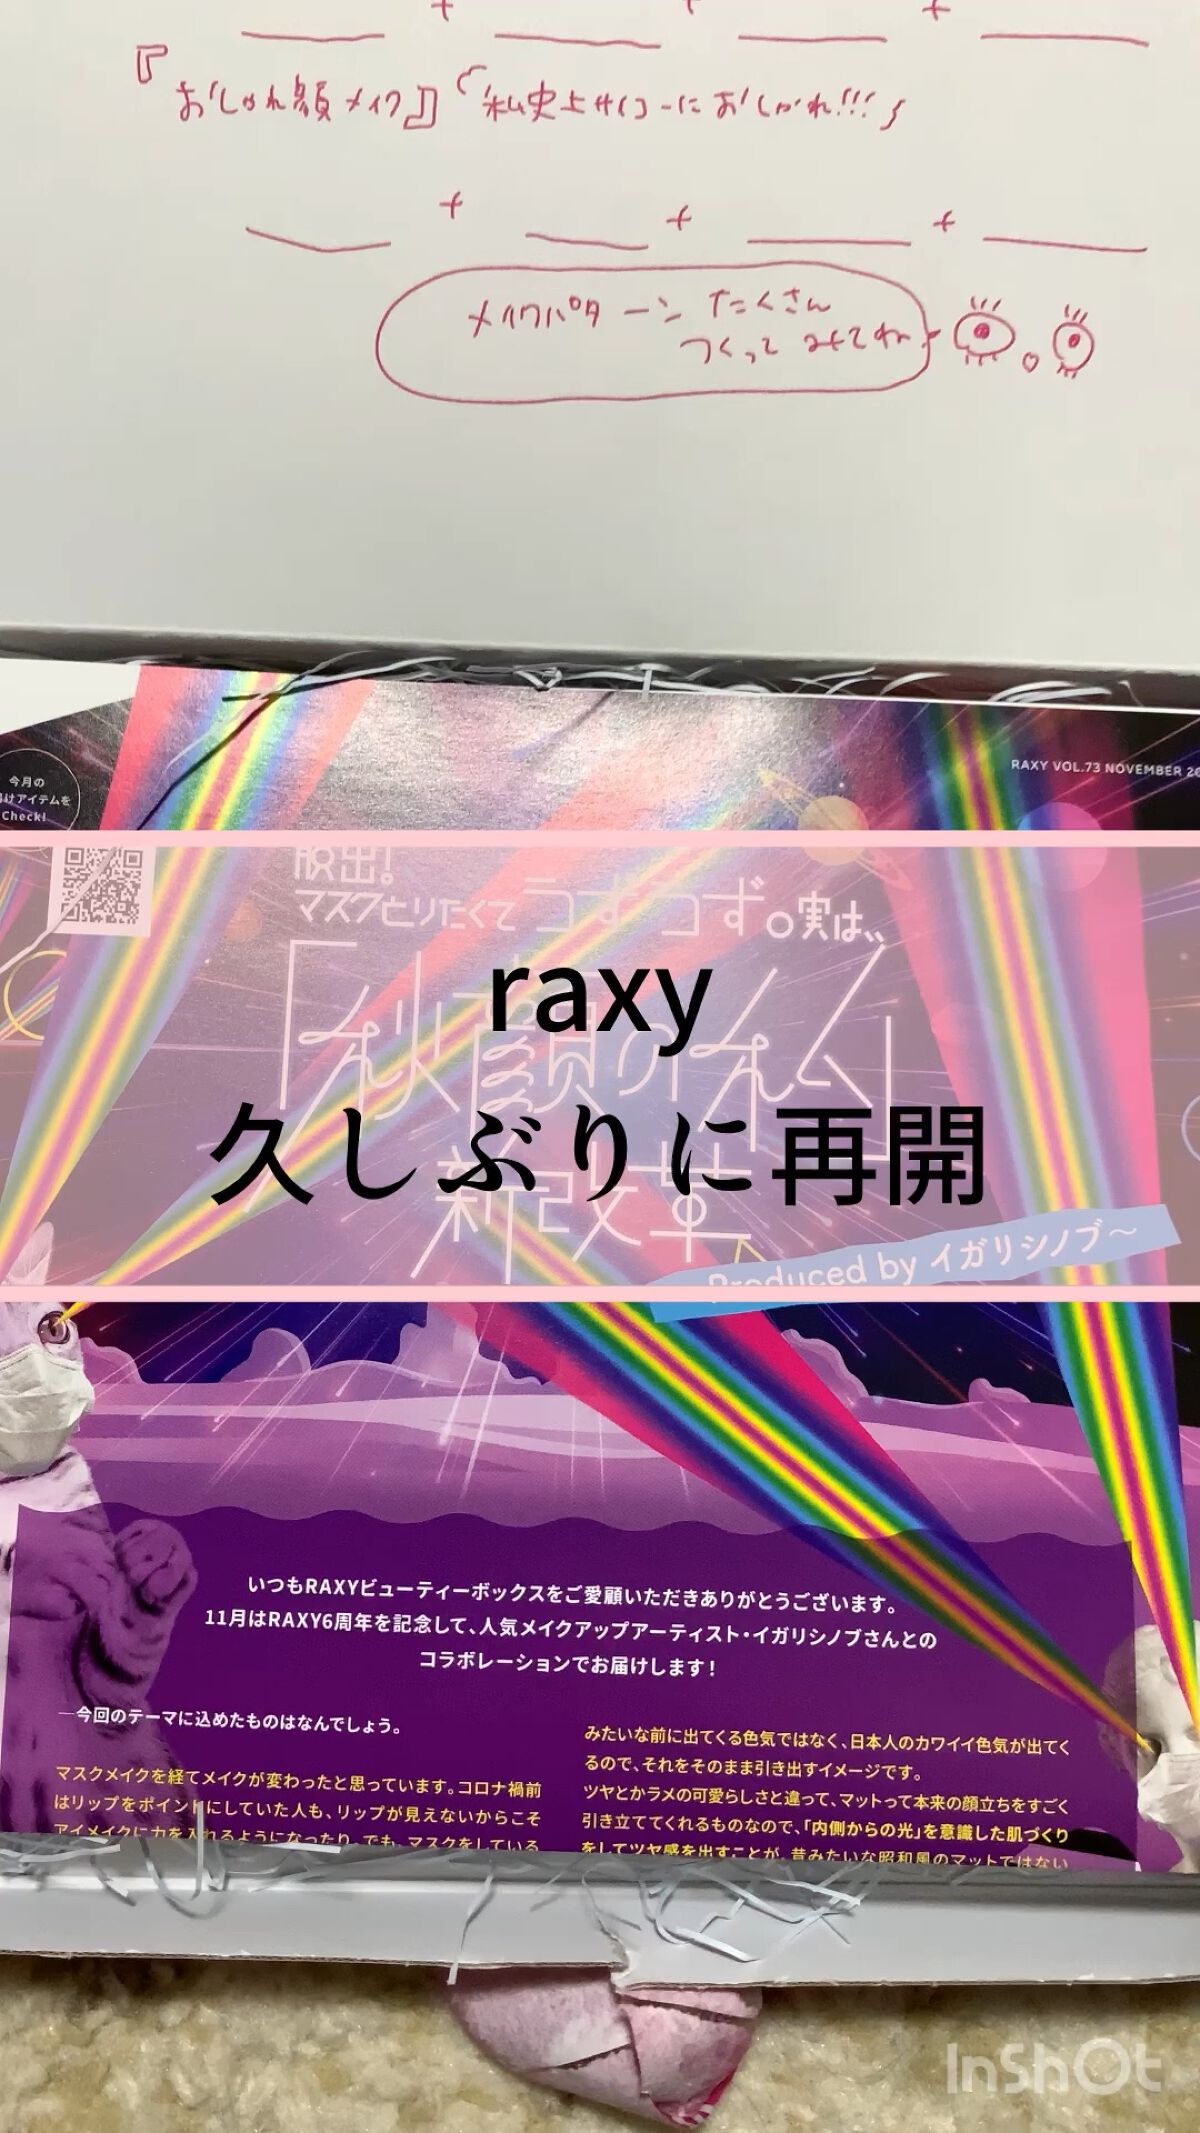 + + +
『おしゃれ顔メイク』「私史上サイコーにおしゃれ!!!」
+ + +
メイクパターン たくさん
つくって みてね
今月の
けアイテムを
Check!
RAXY VOL.73 NOVEMBER 20
脱出!
マスクとりたくてうずうず。実は、
「秋顔の私」
新改革
raxy
久しぶりに再開
Produced by イガリシノブ～
いつもRAXYビューティーボックスをご愛顧いただきありがとうございます。
11月はRAXY6周年を記念して、人気メイクアップアーティスト・イガリシノブさんとの
コラボレーションでお届けします!
―今回のテーマに込めたものはなんでしょう。
マスクメイクを経てメイクが変わったと思っています。コロナ禍前
はリップをポイントにしていた人も、リップが見えないからこそ
アイメイクに力を入れるようになったり。でも、マスクをしている
みたいな前に出てくる色気ではなく、日本人のカワイイ色気が出てく
るので、それをそのまま引き出すイメージです。
ツヤとかラメの可愛らしさと違って、マットって本来の顔立ちをすごく
引き立ててくれるものなので、「内側からの光」を意識した肌づくり
をしてツヤ感を出すことが、昔みたいな昭和風のマットではない
InShOt